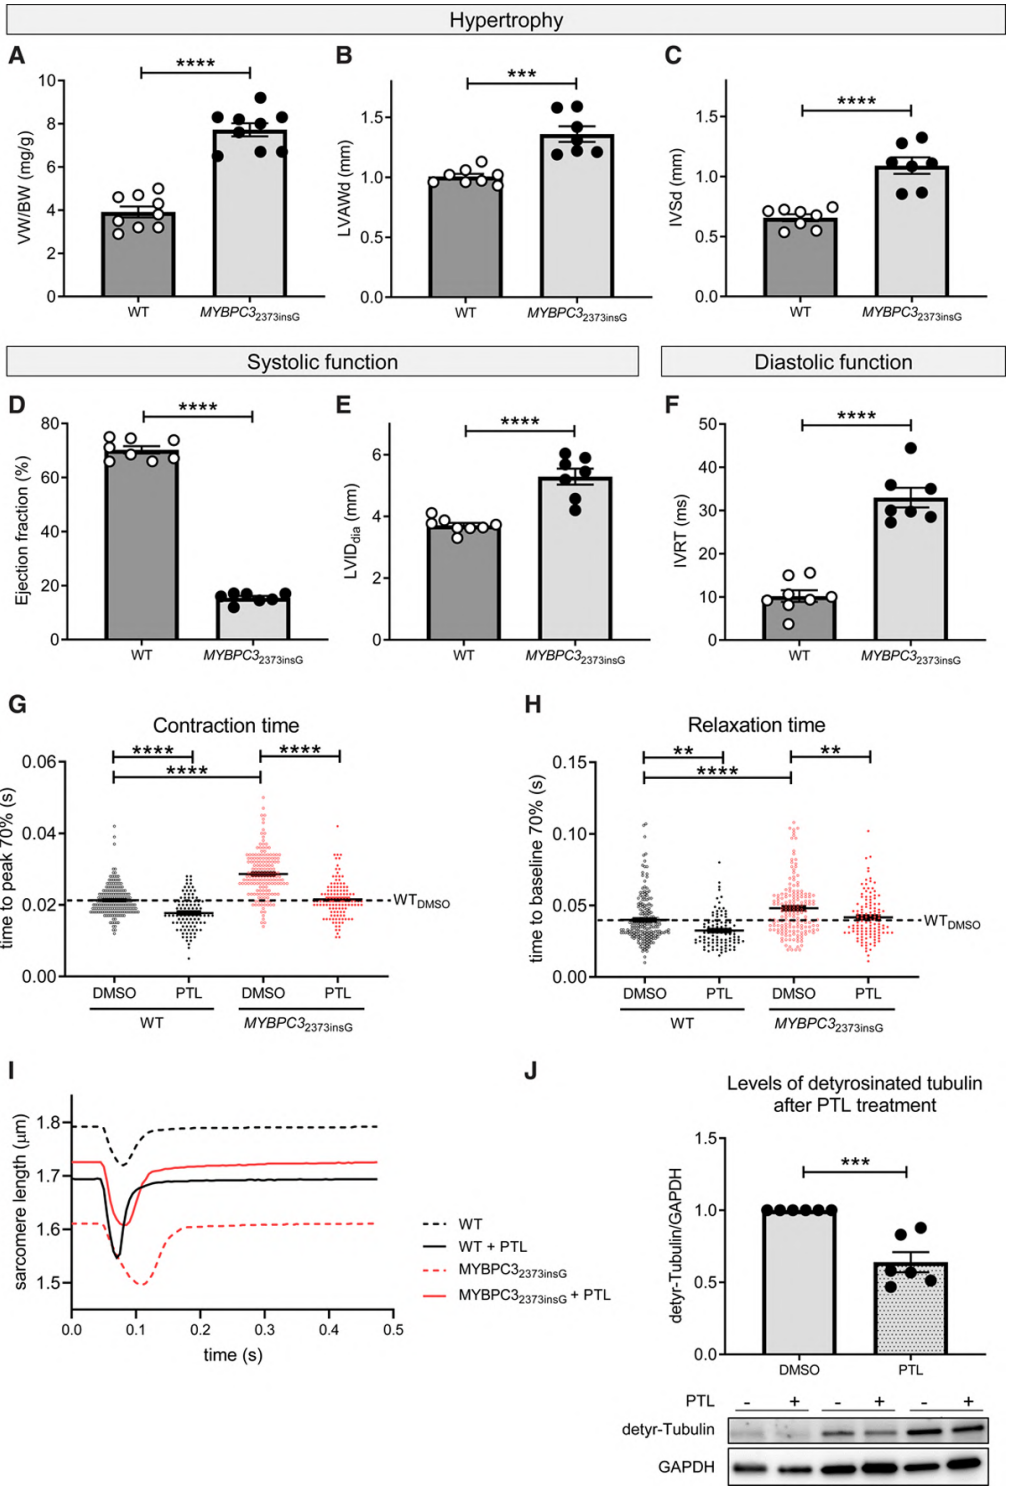 Hypertrophy
A
B
C
****
***
****
VW/BW (mg/g)
10
8
6
4
2
0
WT
MYBPC32373insG
LVAWd (mm)
1.5
1.0
0.5
0.0
WT
MYBPC32373insG
IVSd (mm)
1.5
1.0
0.5
0.0
WT
MYBPC32373insG
Systolic function
Diastolic function
D
E
F
****
****
****
Ejection fraction (%)
80
60
40
20
0
WT
MYBPC32373insG
LVIDdia (mm)
6
4
2
0
WT
MYBPC32373insG
IVRT (ms)
50
40
30
20
10
0
WT
MYBPC32373insG
G
Contraction time
****
****
****
time to peak 70% (s)
0.06
0.04
0.02
0.00
WTDMSO
DMSO
PTL
DMSO
PTL
WT
MYBPC32373insG
H
Relaxation time
**
**
****
time to baseline 70% (s)
0.15
0.10
0.05
0.00
WTDMSO
DMSO
PTL
DMSO
PTL
WT
MYBPC32373insG
I
sarcomere length (μm)
1.8
1.7
1.6
1.5
0.0
0.1
0.2
0.3
0.4
0.5
time (s)
WT
WT + PTL
MYBPC32373insG
MYBPC32373insG + PTL
J
Levels of detyrosinated tubulin
after PTL treatment
***
detyr-Tubulin/GAPDH
1.5
1.0
0.5
0.0
DMSO
PTL
PTL - + - + - +
detyr-Tubulin
GAPDH